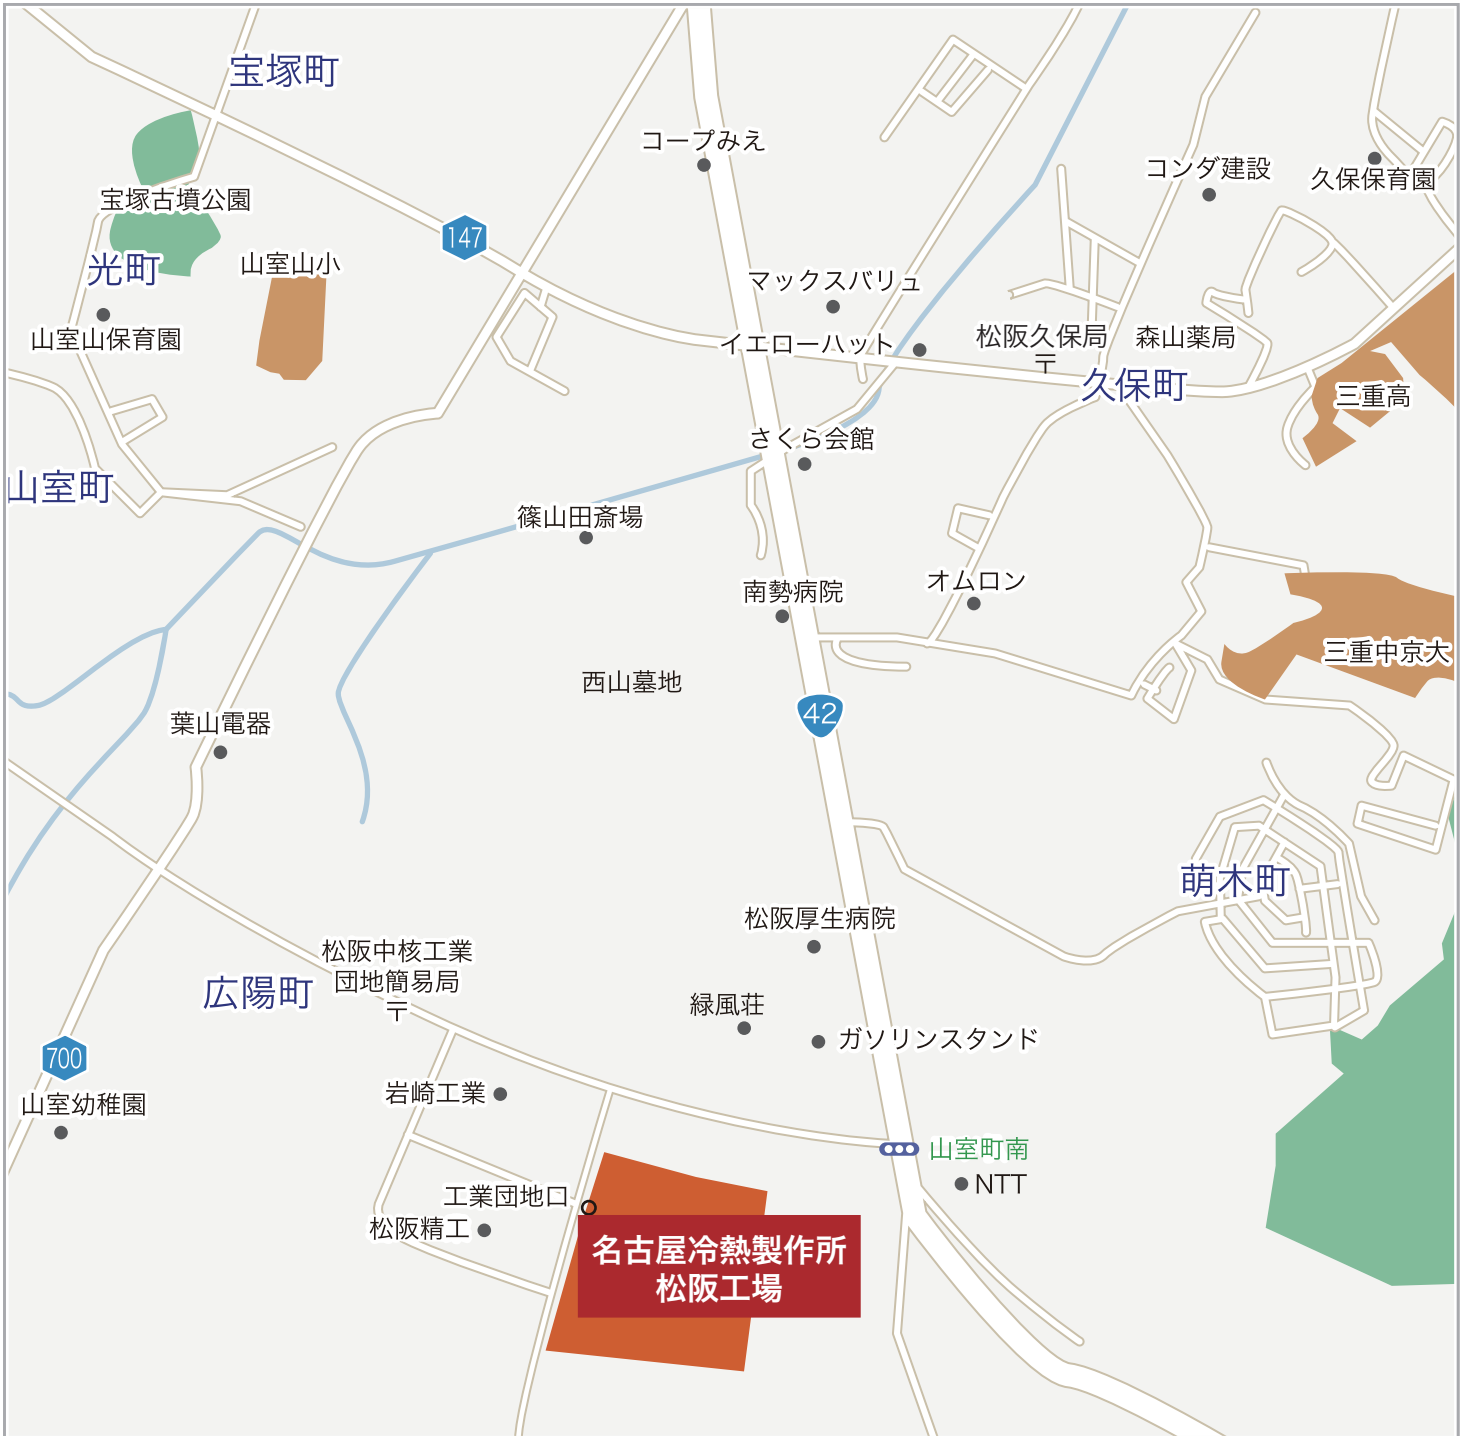 宝塚町
コープみえ
コンダ建設
久保保育園
宝塚古墳公園
147
光町
山室山小
マックスバリュ
山室山保育園
イエローハット
松阪久保局
〒
森山薬局
久保町
三重高
さくら会館
山室町
篠山田斎場
南勢病院
オムロン
三重中京大
西山墓地
42
葉山電器
萌木町
松阪厚生病院
松阪中核工業
団地簡易局
〒
広陽町
緑風荘
ガソリンスタンド
700
岩崎工業
山室幼稚園
山室町南
NTT
工業団地口
松阪精工
名古屋冷熱製作所
松阪工場